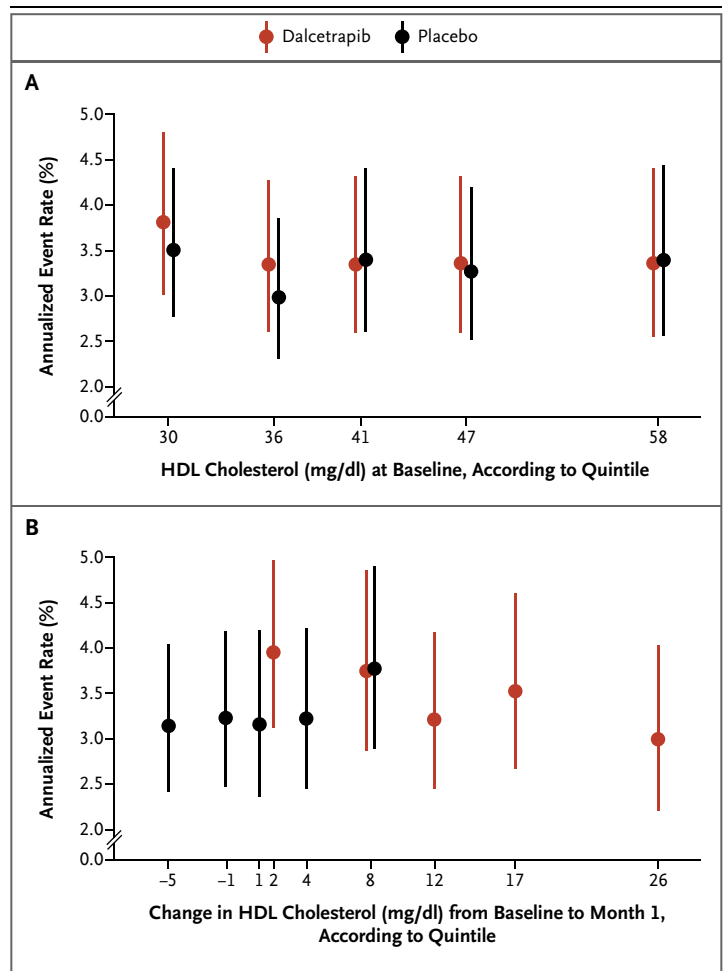 Dalcetrapib Placebo
A
5.0
4.5
4.0
3.5
3.0
2.5
2.0
0.0
Annualized Event Rate (%)
30 36 41 47 58
HDL Cholesterol (mg/dl) at Baseline, According to Quintile
B
5.0
4.5
4.0
3.5
3.0
2.5
2.0
0.0
Annualized Event Rate (%)
–5 –1 1 2 4 8 12 17 26
Change in HDL Cholesterol (mg/dl) from Baseline to Month 1,
According to Quintile